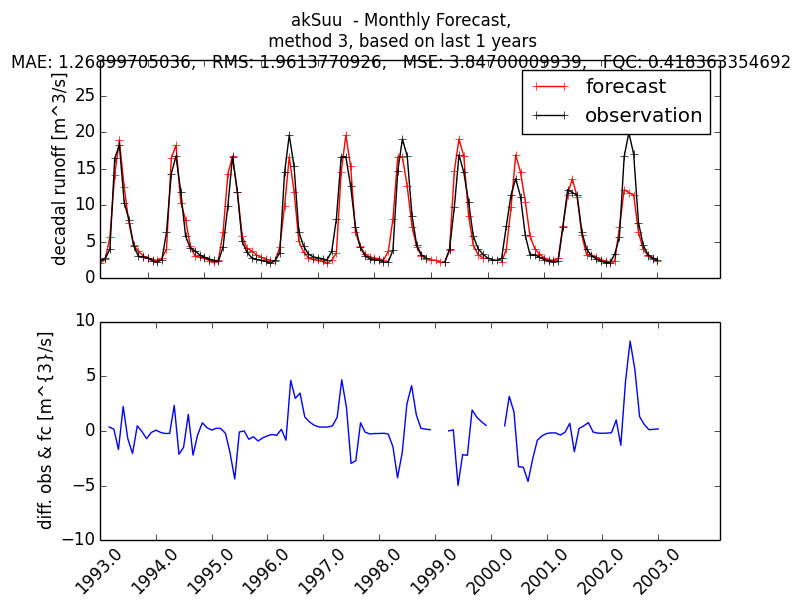 akSuu  - Monthly Forecast,
method 3, based on last 1 years
MAE: 1.26899705036,   RMS: 1.9613770926,   MSE: 3.84700009939,   FQC: 0.418363354692
decadal runoff [m^3/s]
25
20
15
10
5
0
forecast
observation
diff. obs & fc [m^{3}/s]
10
5
0
−5
−10
1993.0 1994.0 1995.0 1996.0 1997.0 1998.0 1999.0 2000.0 2001.0 2002.0 2003.0